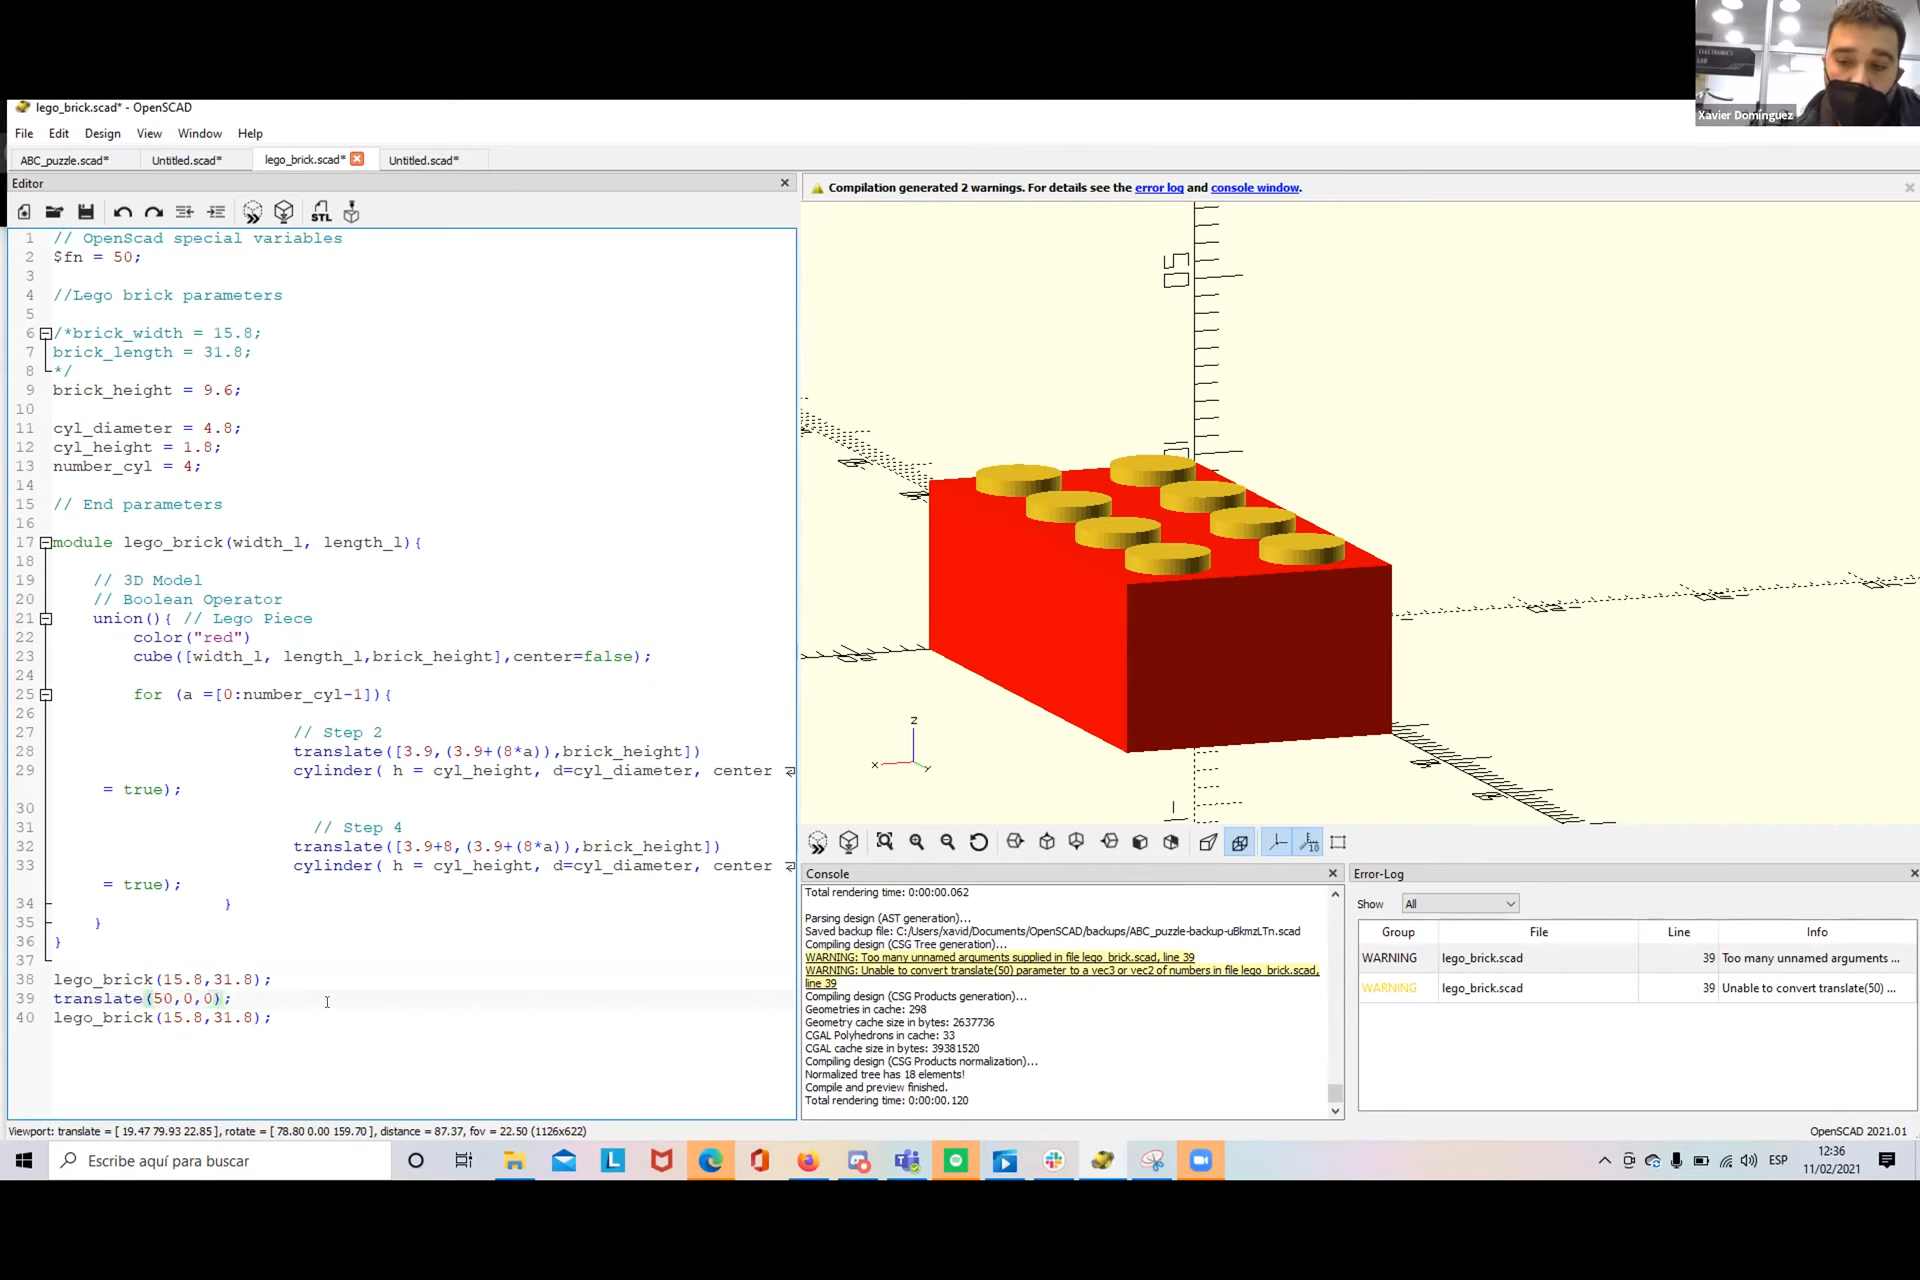 ELECTRONICS
LAB
Xavier Domínguez
lego_brick.scad* - OpenSCAD
File Edit Design View Window Help
ABC_puzzle.scad* Untitled.scad* lego_brick.scad* Untitled.scad*
Editor
STL
1 // OpenScad special variables
2 $fn = 50;
3
4 //Lego brick parameters
5
6 /*brick_width = 15.8;
7 brick_length = 31.8;
8 */
9 brick_height = 9.6;
10
11 cyl_diameter = 4.8;
12 cyl_height = 1.8;
13 number_cyl = 4;
14
15 // End parameters
16
17 module lego_brick(width_l, length_l){
18
19 // 3D Model
20 // Boolean Operator
21 union(){ // Lego Piece
22 color("red")
23 cube([width_l, length_l,brick_height],center=false);
24
25 for (a =[0:number_cyl-1]){
26
27 // Step 2
28 translate([3.9,(3.9+(8*a)),brick_height])
29 cylinder( h = cyl_height, d=cyl_diameter, center
= true);
30
31 // Step 4
32 translate([3.9+8,(3.9+(8*a)),brick_height])
33 cylinder( h = cyl_height, d=cyl_diameter, center
= true);
34 }
35 }
36 }
37
38 lego_brick(15.8,31.8);
39 translate(50,0,0);
40 lego_brick(15.8,31.8);
Compilation generated 2 warnings. For details see the error log and console window.
z
x
y
10
Console
Total rendering time: 0:00:00.062
Parsing design (AST generation)...
Saved backup file: C:/Users/xavid/Documents/OpenSCAD/backups/ABC_puzzle-backup-uBkmzLTn.scad
Compiling design (CSG Tree generation)...
WARNING: Too many unnamed arguments supplied in file lego_brick.scad, line 39
WARNING: Unable to convert translate(50) parameter to a vec3 or vec2 of numbers in file lego_brick.scad,
line 39
Compiling design (CSG Products generation)...
Geometries in cache: 298
Geometry cache size in bytes: 2637736
CGAL Polyhedrons in cache: 33
CGAL cache size in bytes: 39381520
Compiling design (CSG Products normalization)...
Normalized tree has 18 elements!
Compile and preview finished.
Total rendering time: 0:00:00.120
Error-Log
Show All
Group File Line Info
WARNING lego_brick.scad 39 Too many unnamed arguments ...
WARNING lego_brick.scad 39 Unable to convert translate(50) ...
Viewport: translate = [ 19.47 79.93 22.85 ], rotate = [ 78.80 0.00 159.70 ], distance = 87.37, fov = 22.50 (1126x622)
OpenSCAD 2021.01
Escribe aquí para buscar
ESP
12:36
11/02/2021